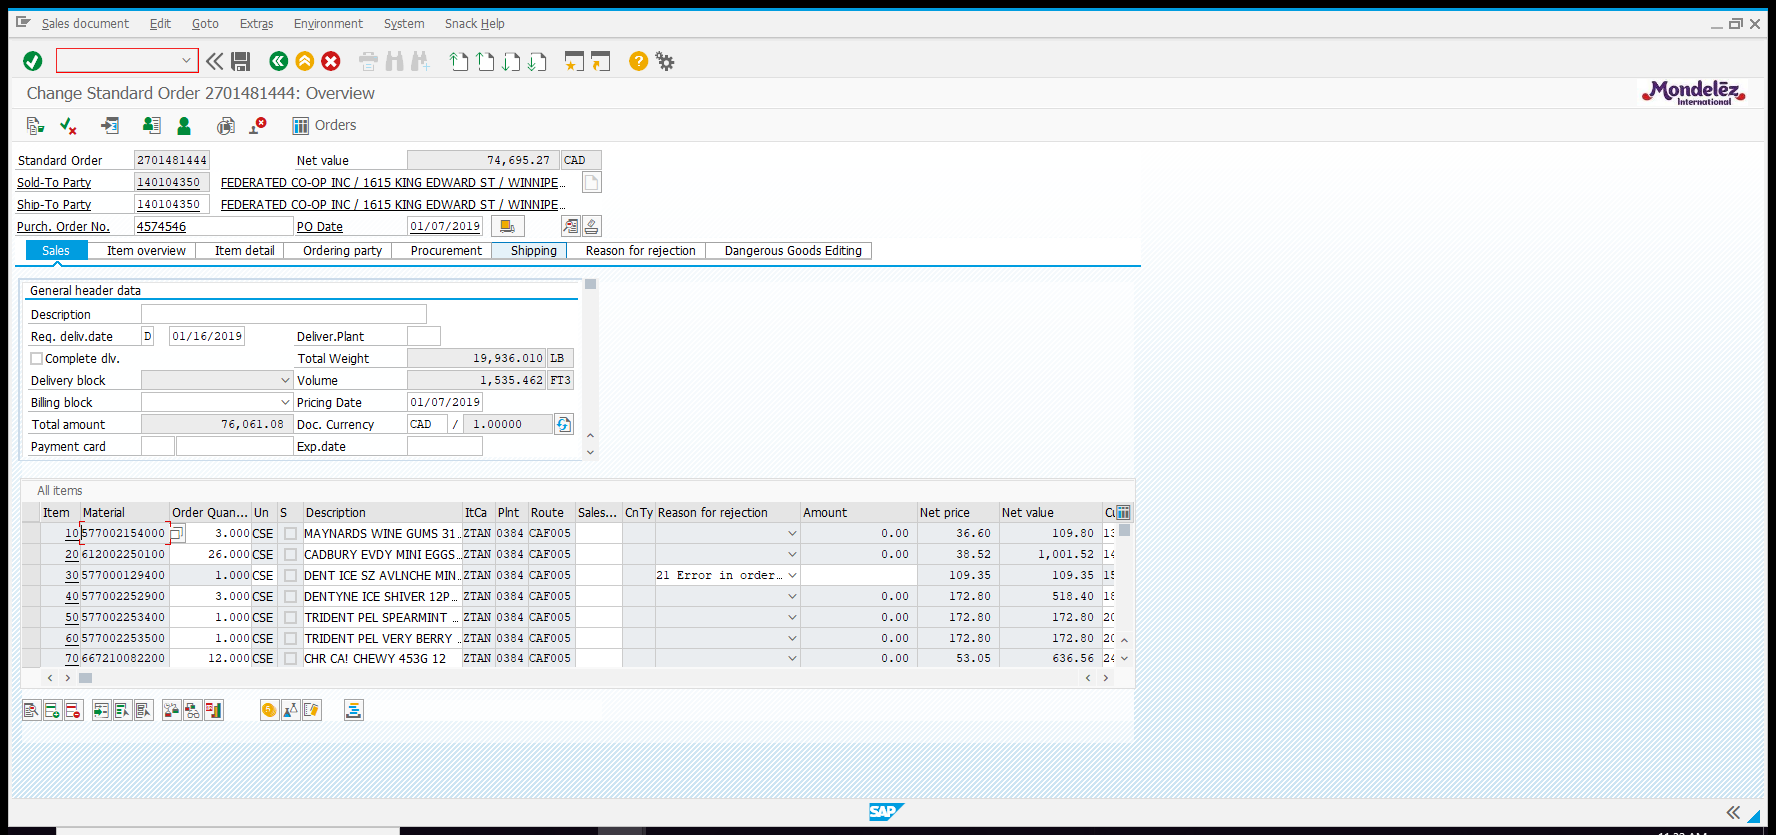 Sales document Edit Goto Extras Environment System Snack Help
Change Standard Order 2701481444: Overview
Mondelēz
International
Orders
Standard Order 2701481444 Net value 74,695.27 CAD
Sold-To Party 140104350 FEDERATED CO-OP INC / 1615 KING EDWARD ST / WINNIPE...
Ship-To Party 140104350 FEDERATED CO-OP INC / 1615 KING EDWARD ST / WINNIPE...
Purch. Order No. 4574546 PO Date 01/07/2019
Sales Item overview Item detail Ordering party Procurement Shipping Reason for rejection Dangerous Goods Editing
General header data
Description
Req. deliv.date D 01/16/2019 Deliver.Plant
Complete dlv. Total Weight 19,936.010 LB
Delivery block Volume 1,535.462 FT3
Billing block Pricing Date 01/07/2019
Total amount 76,061.08 Doc. Currency CAD / 1.00000
Payment card Exp.date
All items
Item Material Order Quan... Un S Description ItCa Plnt Route Sales... CnTy Reason for rejection Amount Net price Net value
10 577002154000 3.000 CSE MAYNARDS WINE GUMS 31... ZTAN 0384 CAF005 0.00 36.60 109.80 13
20 612002250100 26.000 CSE CADBURY EVDY MINI EGGS... ZTAN 0384 CAF005 0.00 38.52 1,001.52 14
30 577000129400 1.000 CSE DENT ICE SZ AVLNCHE MIN... ZTAN 0384 CAF005 21 Error in order... 109.35 109.35 15
40 577002252900 3.000 CSE DENTYNE ICE SHIVER 12P... ZTAN 0384 CAF005 0.00 172.80 518.40 18
50 577002253400 1.000 CSE TRIDENT PEL SPEARMINT ... ZTAN 0384 CAF005 0.00 172.80 172.80 20
60 577002253500 1.000 CSE TRIDENT PEL VERY BERRY ... ZTAN 0384 CAF005 0.00 172.80 172.80 20
70 667210082200 12.000 CSE CHR CA! CHEWY 453G 12 ZTAN 0384 CAF005 0.00 53.05 636.56 24
SAP